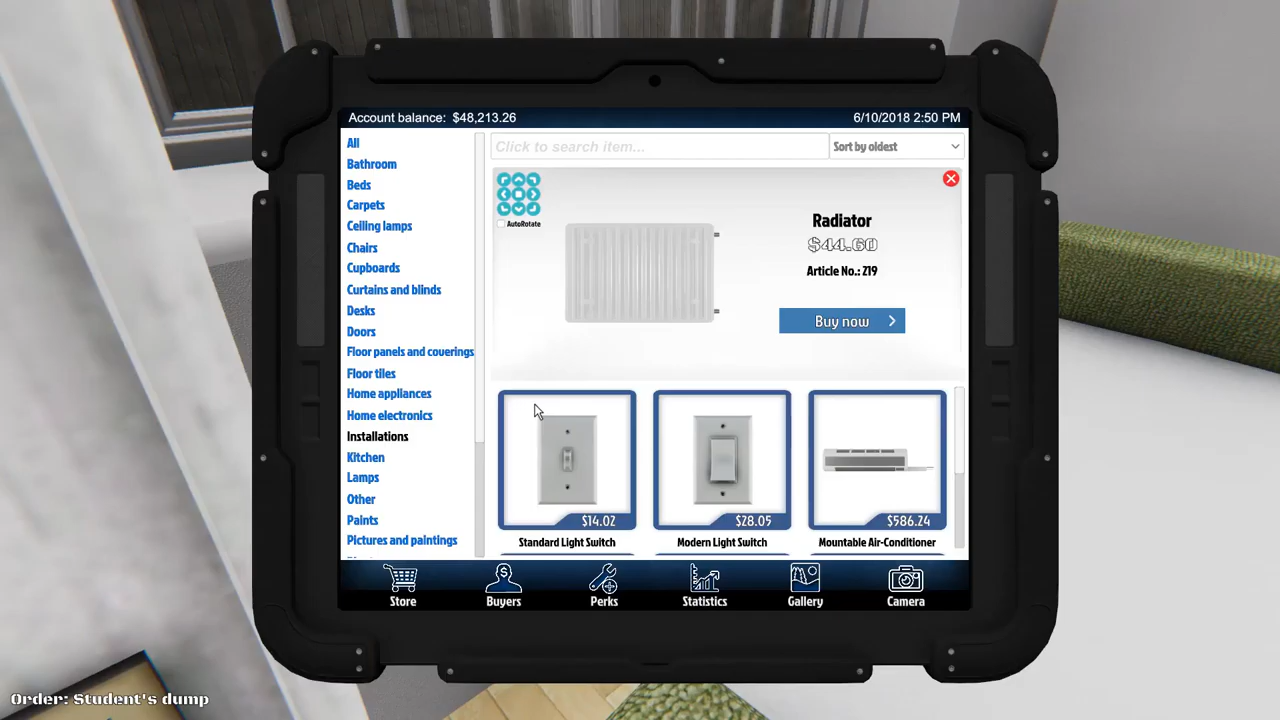 Account balance: $48,213.26
6/10/2018 2:50 PM
All
Bathroom
Beds
Carpets
Ceiling lamps
Chairs
Cupboards
Curtains and blinds
Desks
Doors
Floor panels and coverings
Floor tiles
Home appliances
Home electronics
Installations
Kitchen
Lamps
Other
Paints
Pictures and paintings
Click to search item...
Sort by oldest
AutoRotate
Radiator
$44.60
Article No.: Z19
Buy now
$14.02
$28.05
$586.24
Standard Light Switch
Modern Light Switch
Mountable Air-Conditioner
Store
Buyers
Perks
Statistics
Gallery
Camera
Order: Student's dump